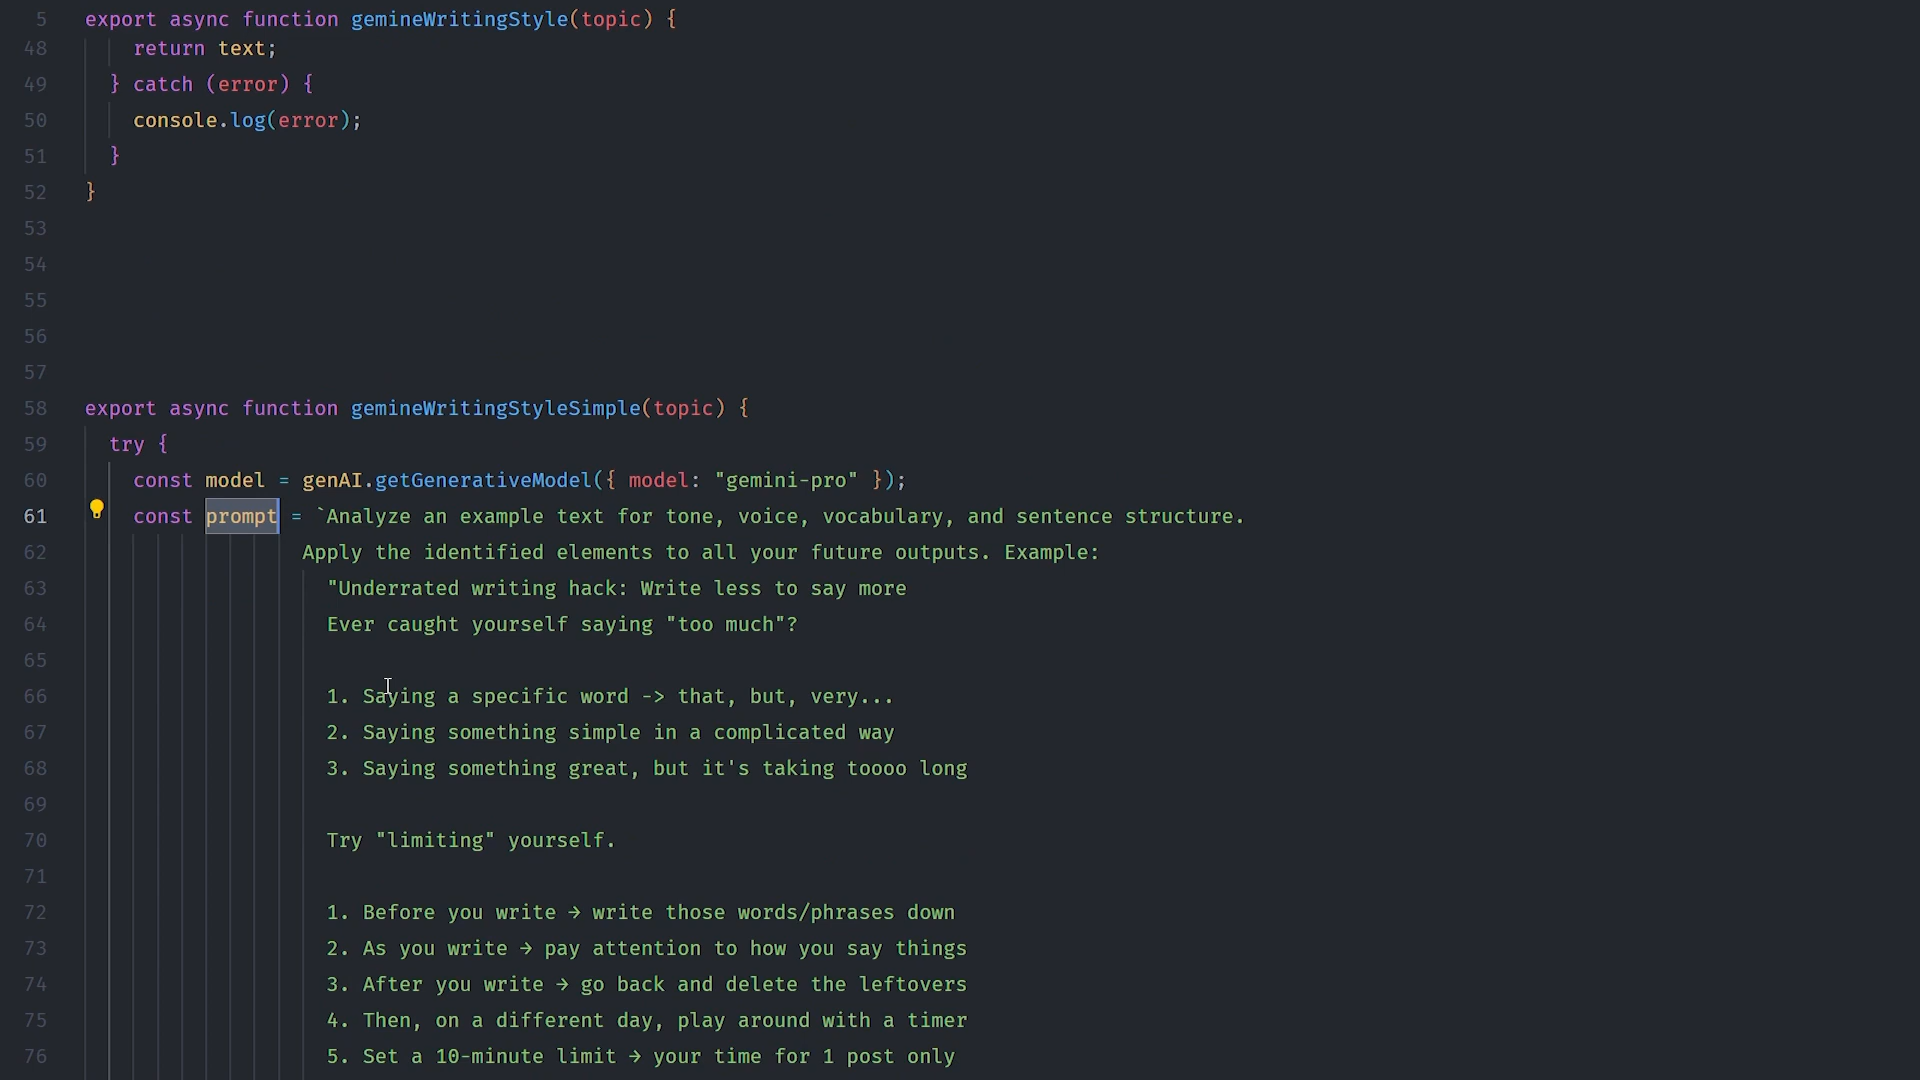 5 export async function gemineWritingStyle(topic) {
48 return text;
49 } catch (error) {
50 console.log(error);
51 }
52 }
53
54
55
56
57
58 export async function gemineWritingStyleSimple(topic) {
59 try {
60 const model = genAI.getGenerativeModel({ model: "gemini-pro" });
61 const prompt = `Analyze an example text for tone, voice, vocabulary, and sentence structure.
62 Apply the identified elements to all your future outputs. Example:
63 "Underrated writing hack: Write less to say more
64 Ever caught yourself saying "too much"?
65
66 1. Saying a specific word -> that, but, very...
67 2. Saying something simple in a complicated way
68 3. Saying something great, but it's taking toooo long
69
70 Try "limiting" yourself.
71
72 1. Before you write → write those words/phrases down
73 2. As you write → pay attention to how you say things
74 3. After you write → go back and delete the leftovers
75 4. Then, on a different day, play around with a timer
76 5. Set a 10-minute limit → your time for 1 post only